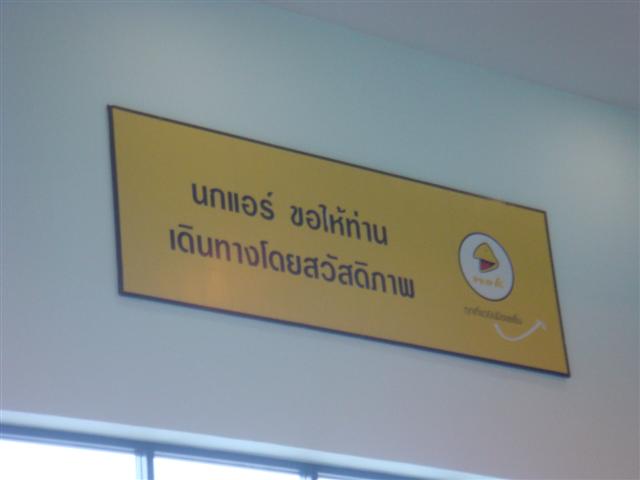 นกแอร์ ขอให้ท่าน
เดินทางโดยสวัสดิภาพ